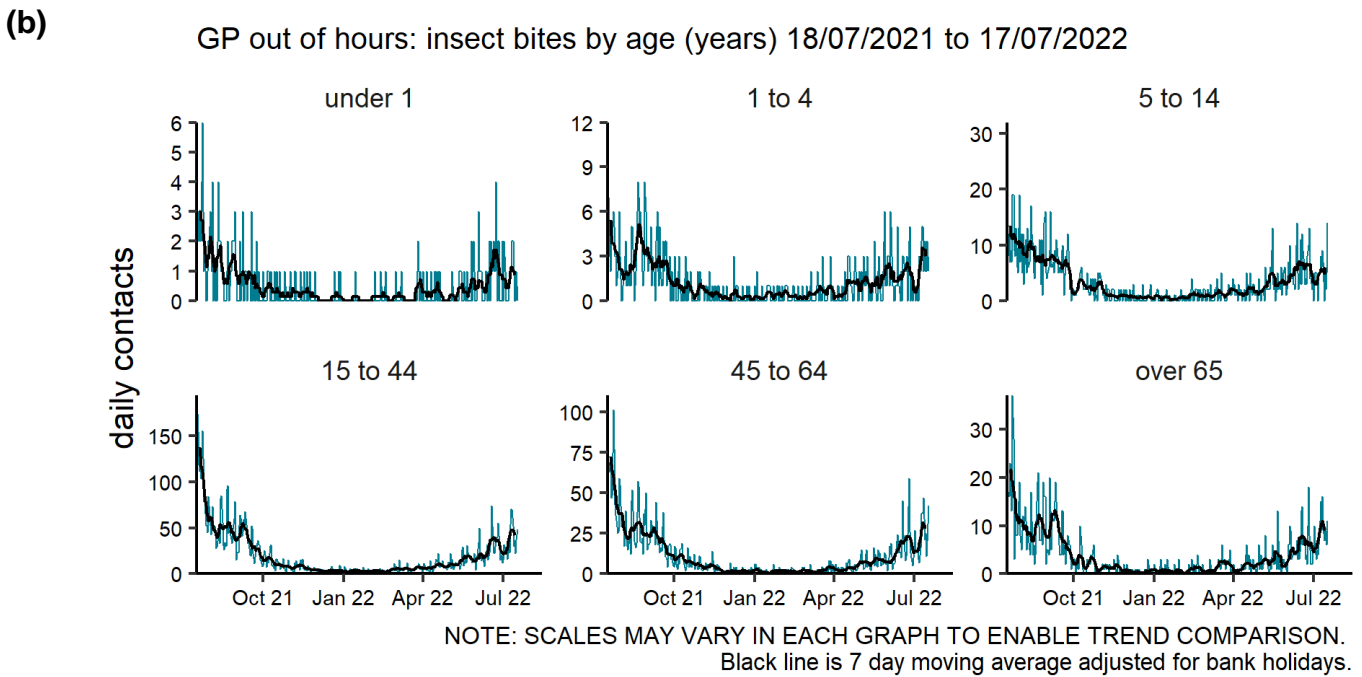 (b)
GP out of hours: insect bites by age (years) 18/07/2021 to 17/07/2022
daily contacts
under 1
6
5
4
3
2
1
0
1 to 4
12
9
6
3
0
5 to 14
30
20
10
0
15 to 44
150
100
50
0
Oct 21 Jan 22 Apr 22 Jul 22
45 to 64
100
75
50
25
0
Oct 21 Jan 22 Apr 22 Jul 22
over 65
30
20
10
0
Oct 21 Jan 22 Apr 22 Jul 22
NOTE: SCALES MAY VARY IN EACH GRAPH TO ENABLE TREND COMPARISON.
Black line is 7 day moving average adjusted for bank holidays.